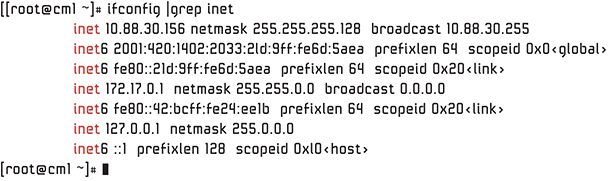 [[root@cm1 ~]# ifconfig |grep inet
inet 10.88.30.156 netmask 255.255.255.128 broadcast 10.88.30.255
inet6 2001:420:1402:2033:21d:9ff:fe6d:5aea prefixlen 64 scopeid 0x0<global>
inet6 fe80::21d:9ff:fe6d:5aea prefixlen 64 scopeid 0x20<link>
inet 172.17.0.1 netmask 255.255.0.0 broadcast 0.0.0.0
inet6 fe80::42:bcff:fe24:ee1b prefixlen 64 scopeid 0x20<link>
inet 127.0.0.1 netmask 255.0.0.0
inet6 ::1 prefixlen 128 scopeid 0x10<host>
[root@cm1 ~]#